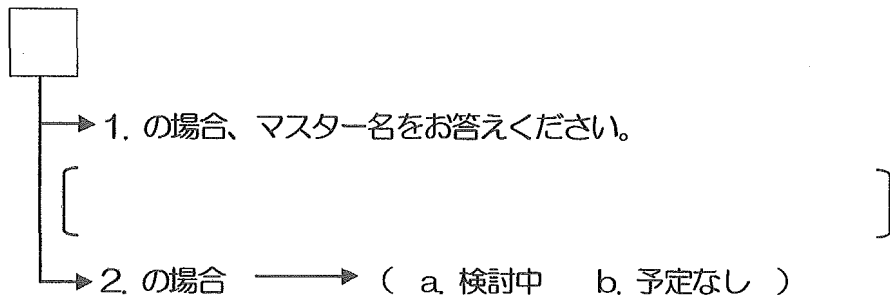 1. の場合、マスター名をお答えください。
2. の場合 ( a. 検討中 b. 予定なし )